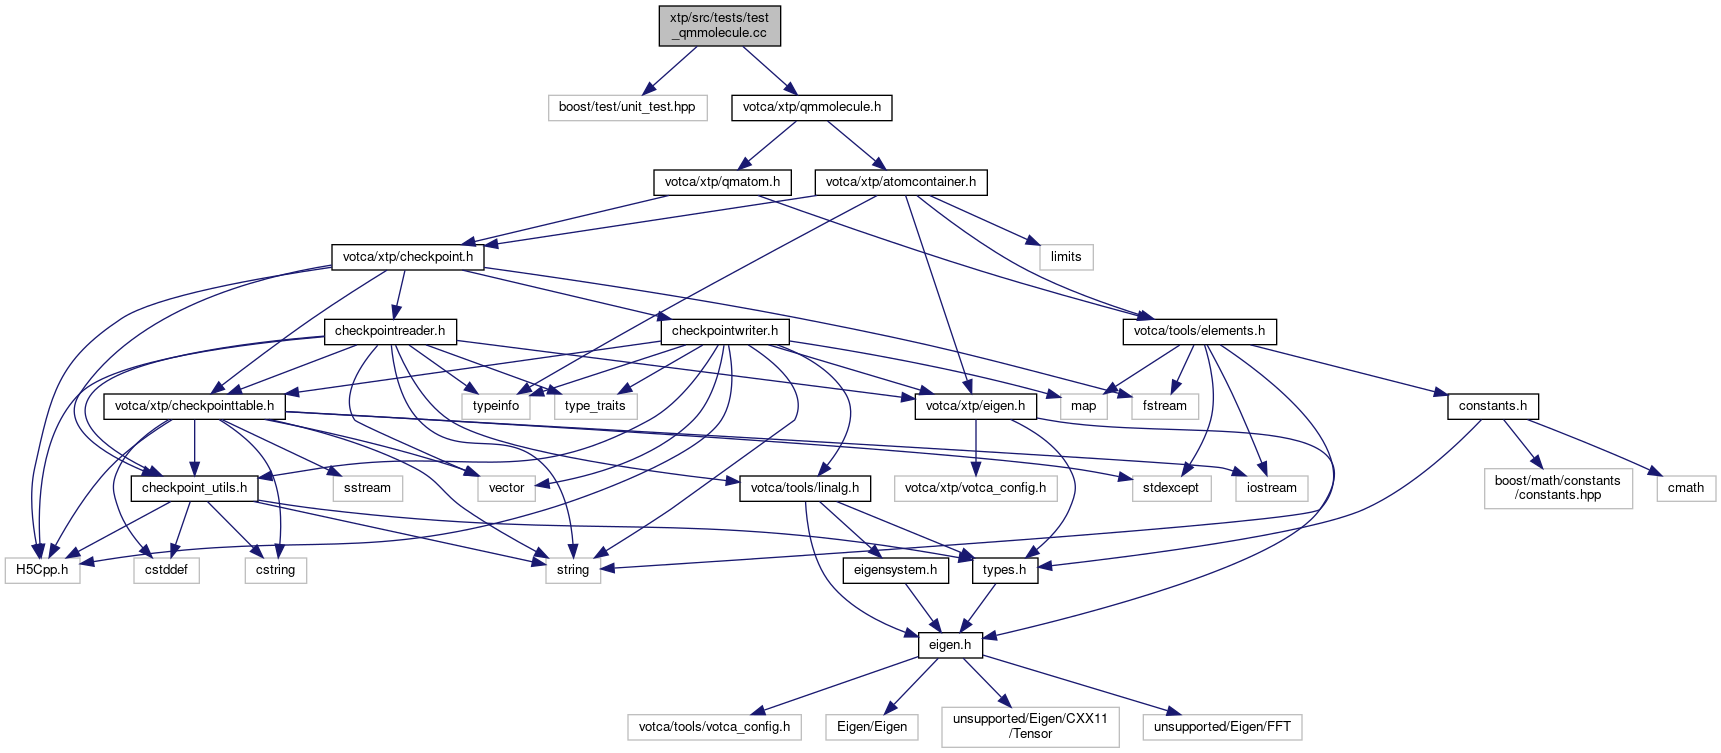 xtp/src/tests/test
_qmmolecule.cc
boost/test/unit_test.hpp
votca/xtp/qmmolecule.h
votca/xtp/qmatom.h
votca/xtp/atomcontainer.h
votca/xtp/checkpoint.h
limits
checkpointreader.h
checkpointwriter.h
votca/tools/elements.h
votca/xtp/checkpointtable.h
typeinfo
type_traits
votca/xtp/eigen.h
map
fstream
constants.h
checkpoint_utils.h
sstream
vector
votca/tools/linalg.h
votca/xtp/votca_config.h
stdexcept
iostream
boost/math/constants
/constants.hpp
cmath
H5Cpp.h
cstddef
cstring
string
eigensystem.h
types.h
eigen.h
votca/tools/votca_config.h
Eigen/Eigen
unsupported/Eigen/CXX11
/Tensor
unsupported/Eigen/FFT